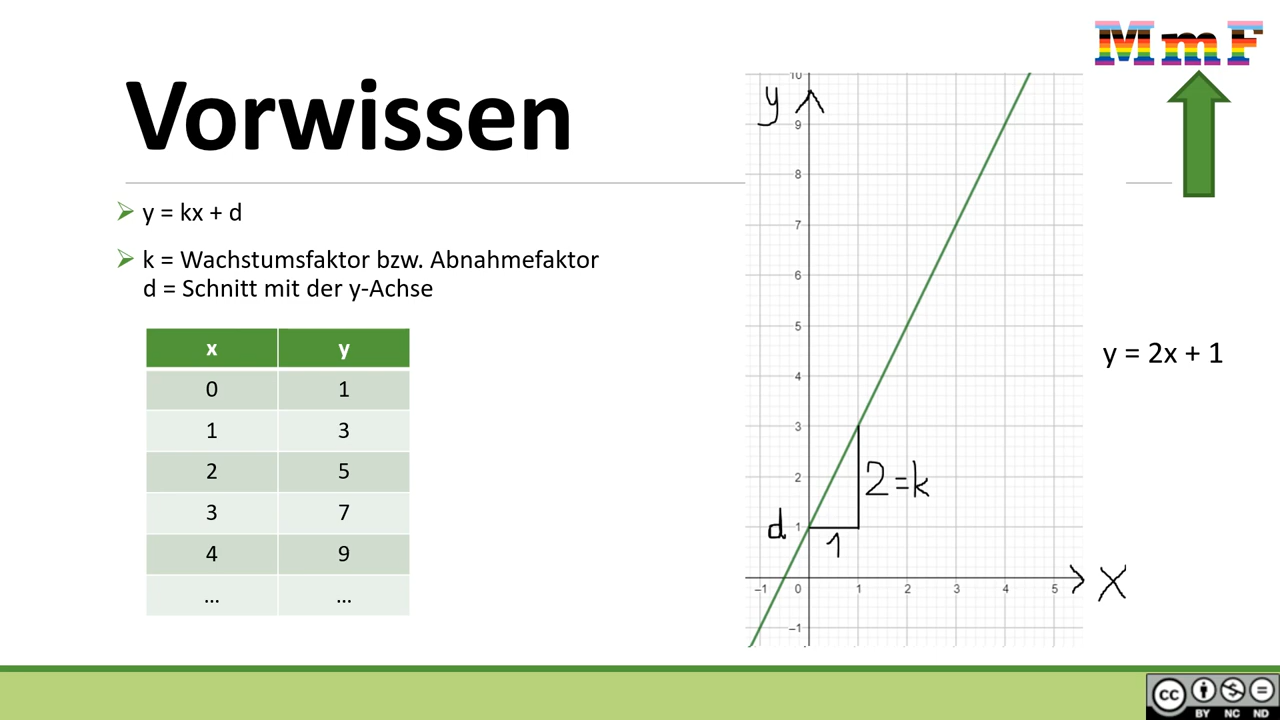 MmF
Vorwissen
y = kx + d
k = Wachstumsfaktor bzw. Abnahmefaktor
d = Schnitt mit der y-Achse
x y
0 1
1 3
2 5
3 7
4 9
... ...
y
10
9
8
7
6
5
4
3
2
1
−1
d
2=k
1
−1 0 1 2 3 4 5
X
y = 2x + 1
CC BY NC ND